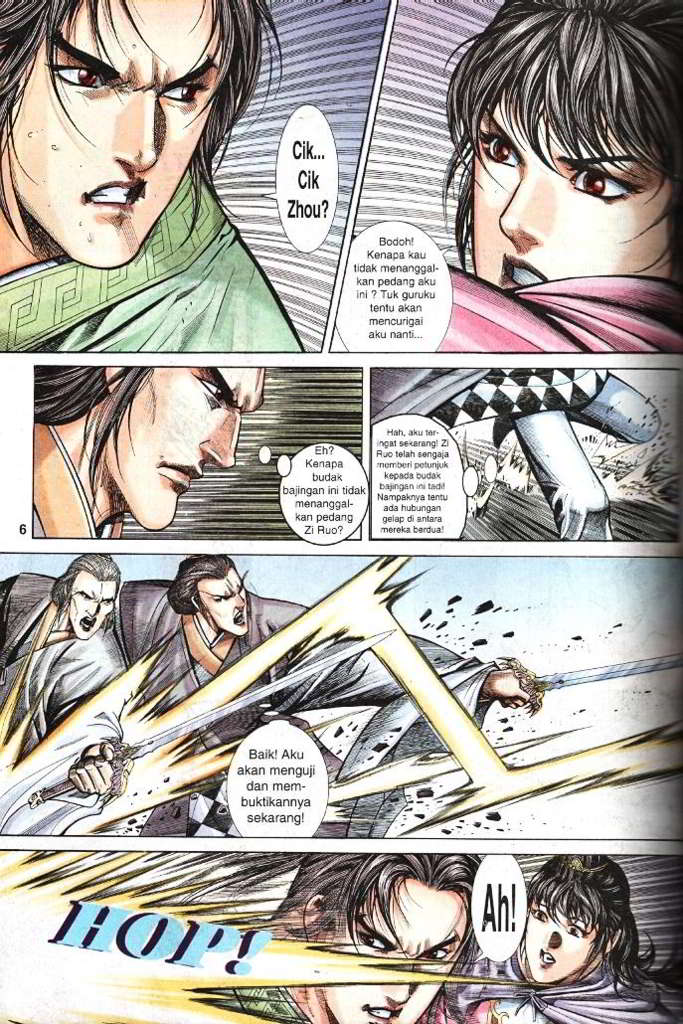 Cik...
Cik
Zhou?
Bodoh!
Kenapa kau
tidak menanggal-
kan pedang aku
ini ? Tuk guruku
tentu akan
mencurigai
aku nanti...
Eh?
Kenapa
budak
bajingan ini tidak
menanggal-
kan pedang
Zi Ruo?
Hah, aku ter-
ingat sekarang! Zi
Ruo telah sengaja
memberi petunjuk
kepada budak
bajingan ini tadi!
Nampaknya tentu
ada hubungan
gelap di antara
mereka berdua!
6
Baik! Aku
akan menguji
dan mem-
buktikannya
sekarang!
HOP!
Ah!